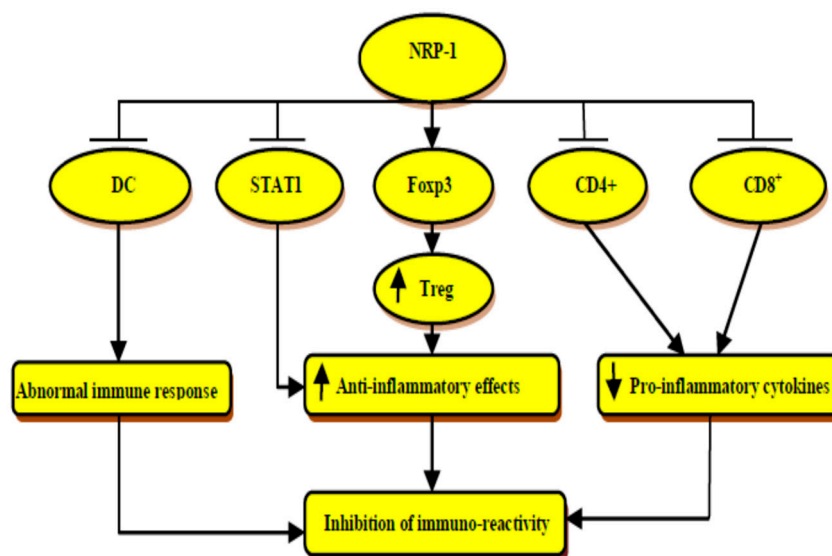 NRP-1
DC
STAT1
Foxp3
CD4+
CD8+
Treg
Abnormal immune response
Anti-inflammatory effects
Pro-inflammatory cytokines
Inhibition of immuno-reactivity